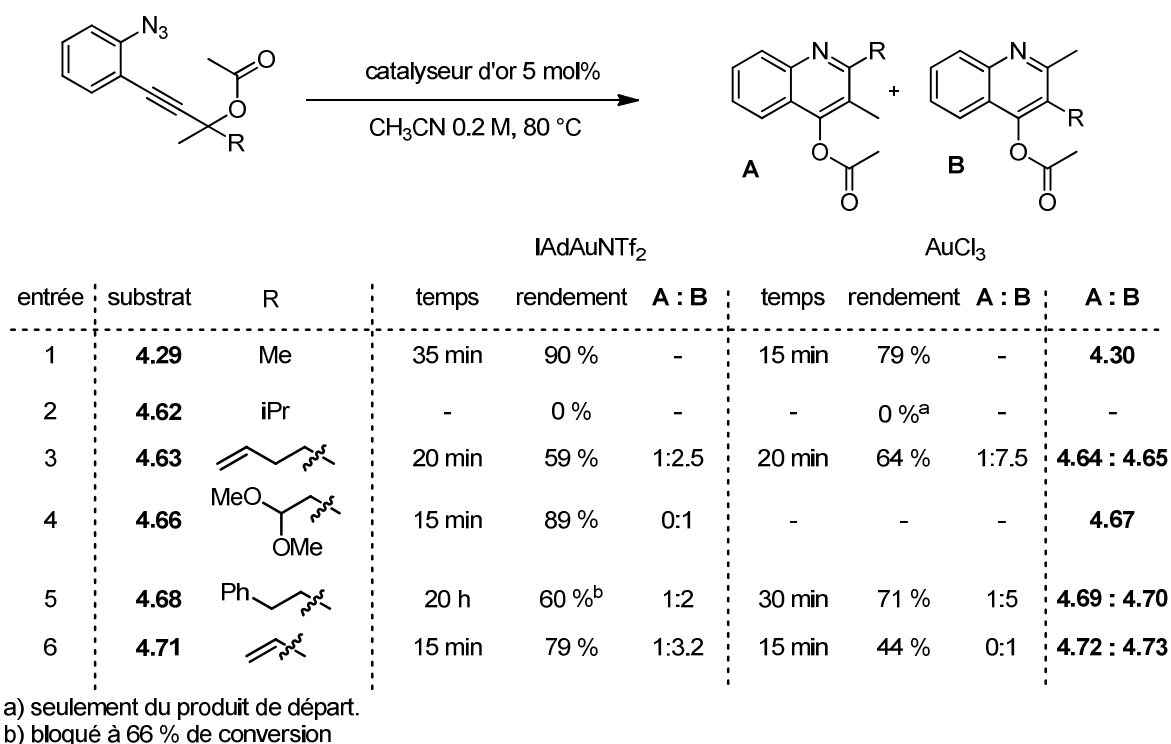 N3
O
O
R
catalyseur d'or 5 mol%
CH3CN 0.2 M, 80 °C
N
R
O
O
A
+
N
R
O
O
B
IAdAuNTf2 AuCl3
entrée substrat R temps rendement A : B temps rendement A : B A : B
1 4.29 Me 35 min 90 % - 15 min 79 % - 4.30
2 4.62 iPr - 0 % - - 0 %a - -
3 4.63 20 min 59 % 1:2.5 20 min 64 % 1:7.5 4.64 : 4.65
4 4.66 MeO OMe 15 min 89 % 0:1 - - - 4.67
5 4.68 Ph 20 h 60 %b 1:2 30 min 71 % 1:5 4.69 : 4.70
6 4.71 15 min 79 % 1:3.2 15 min 44 % 0:1 4.72 : 4.73
a) seulement du produit de départ.
b) bloqué à 66 % de conversion